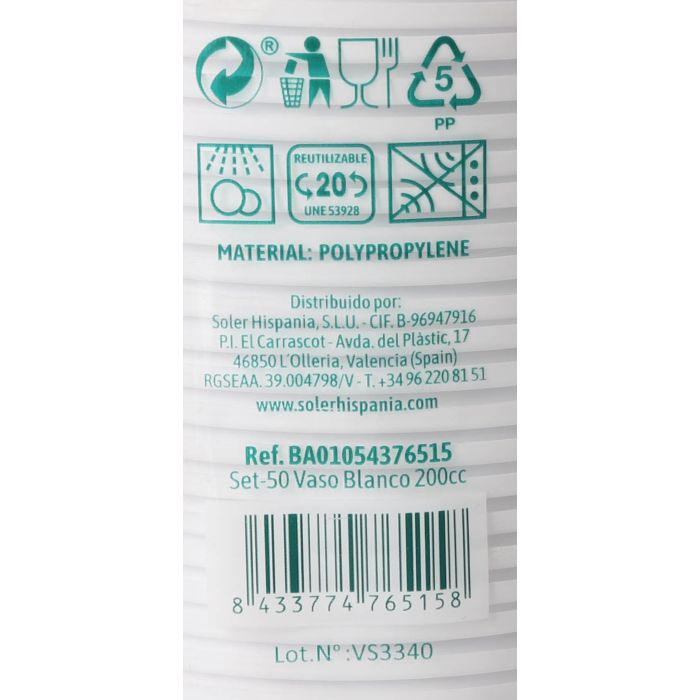 ®
5
PP
REUTILIZABLE
20
UNE 53928
MATERIAL: POLYPROPYLENE
Distribuido por:
Soler Hispania, S.L.U. - CIF. B-96947916
P.I. El Carrascot - Avda. del Plàstic, 17
46850 L´Olleria, Valencia (Spain)
RGSEAA. 39.004798/V - T. +34 96 220 81 51
www.solerhispania.com
Ref. BA01054376515
Set-50 Vaso Blanco 200cc
8 433774 765158
Lot.Nº :VS3340